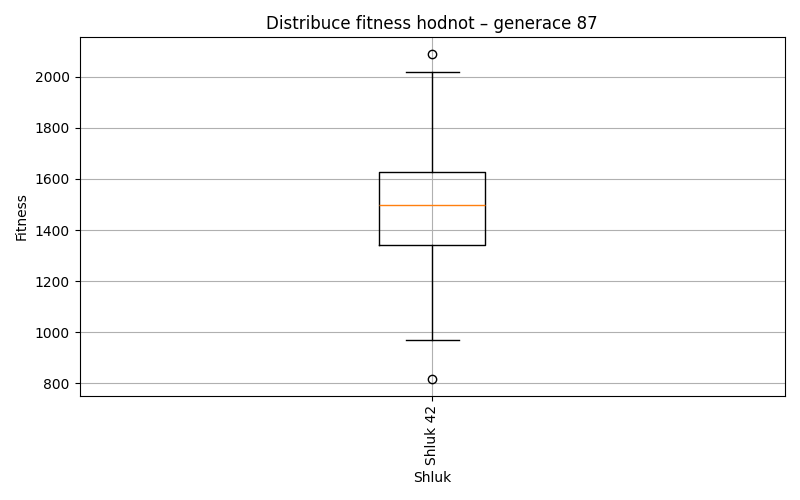 Distribuce fitness hodnot – generace 87
Fitness
2000
1800
1600
1400
1200
1000
800
Shluk 42
Shluk